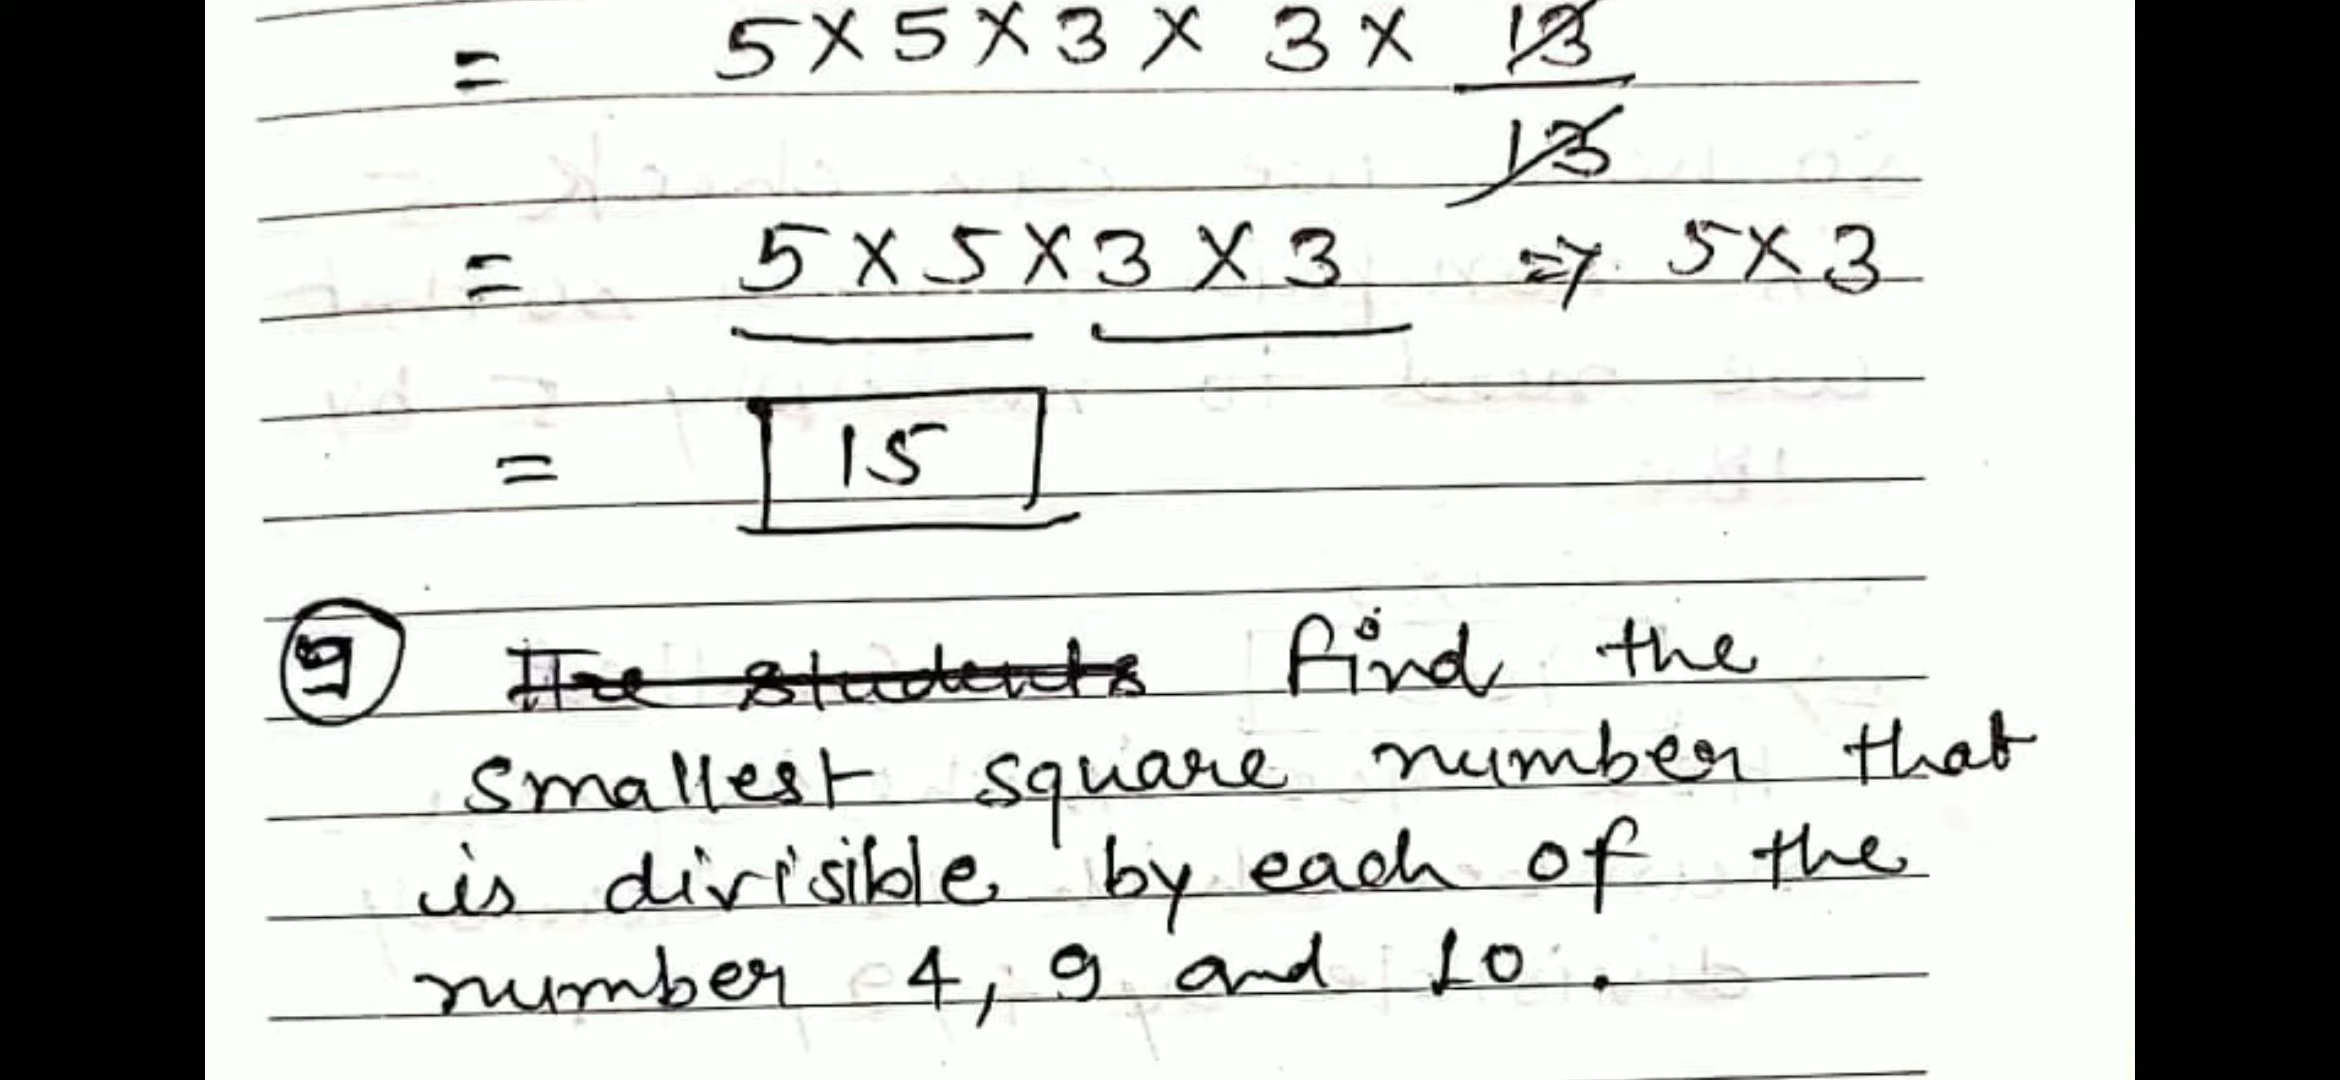 = 5 × 5 × 3 × 3 × 13/13
= 5 × 5 × 3 × 3 ⇒ 5 × 3
= 15
9 The students find the
smallest square number that
is divisible by each of the
number 4, 9 and 10.